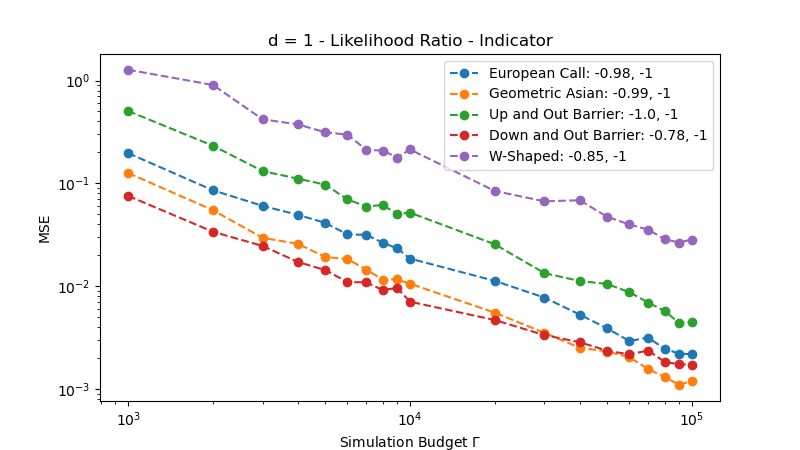 d = 1 - Likelihood Ratio - Indicator
European Call: -0.98, -1
Geometric Asian: -0.99, -1
Up and Out Barrier: -1.0, -1
Down and Out Barrier: -0.78, -1
W-Shaped: -0.85, -1
MSE
10⁰
10⁻¹
10⁻²
10⁻³
10³ 10⁴ 10⁵
Simulation Budget Γ